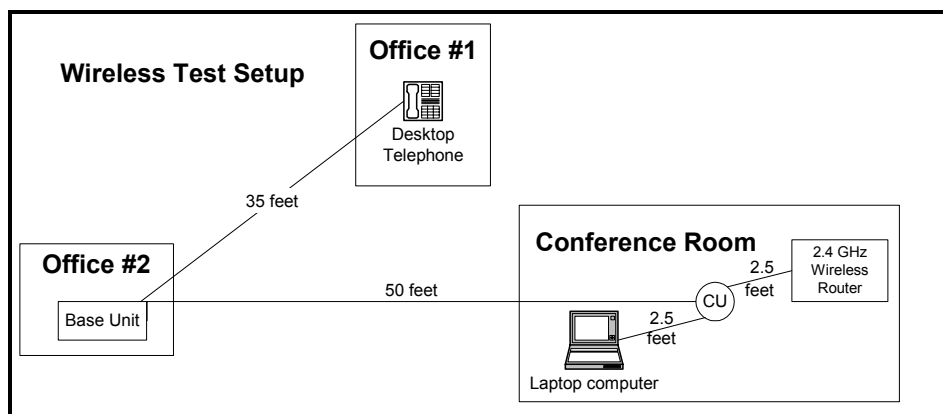 Wireless Test Setup
Office #1
Desktop
Telephone
35 feet
Office #2
Base Unit
50 feet
Conference Room
2.4 GHz
Wireless
Router
2.5
feet
CU
2.5
feet
Laptop computer